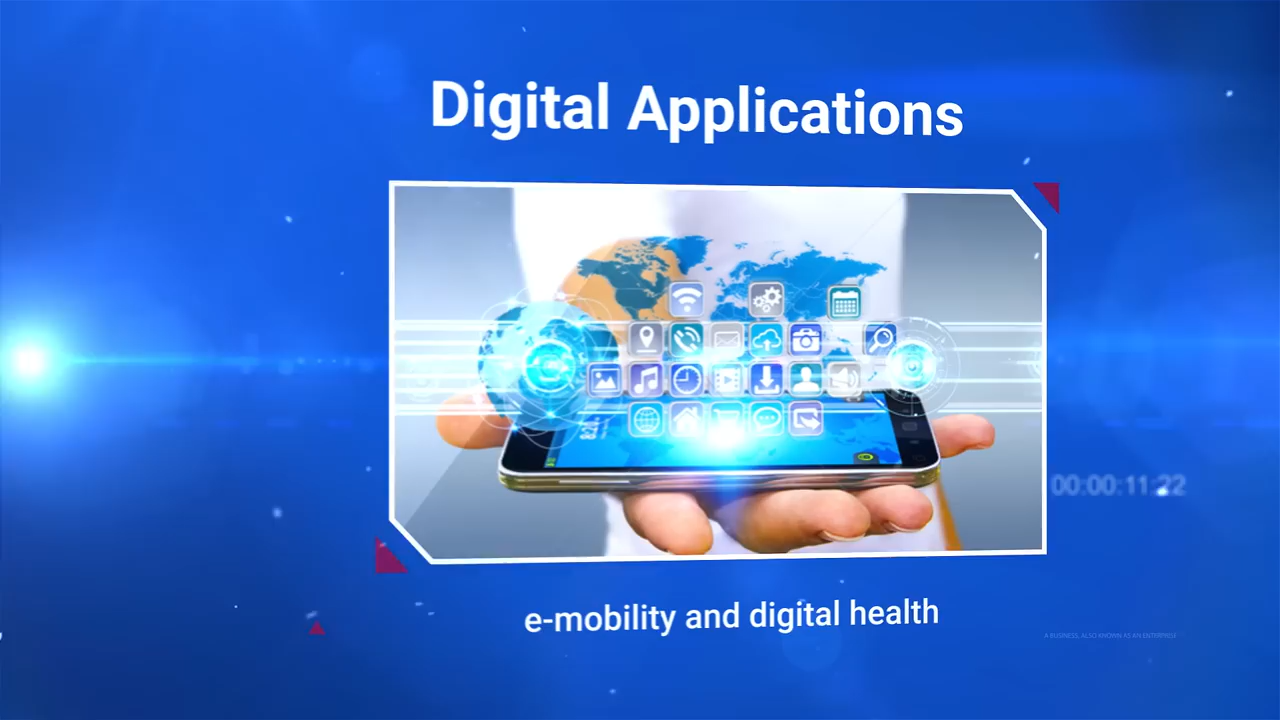 Digital Applications
00:00:11:22
e-mobility and digital health
A BUSINESS, ALSO KNOWN AS AN ENTERPRISE